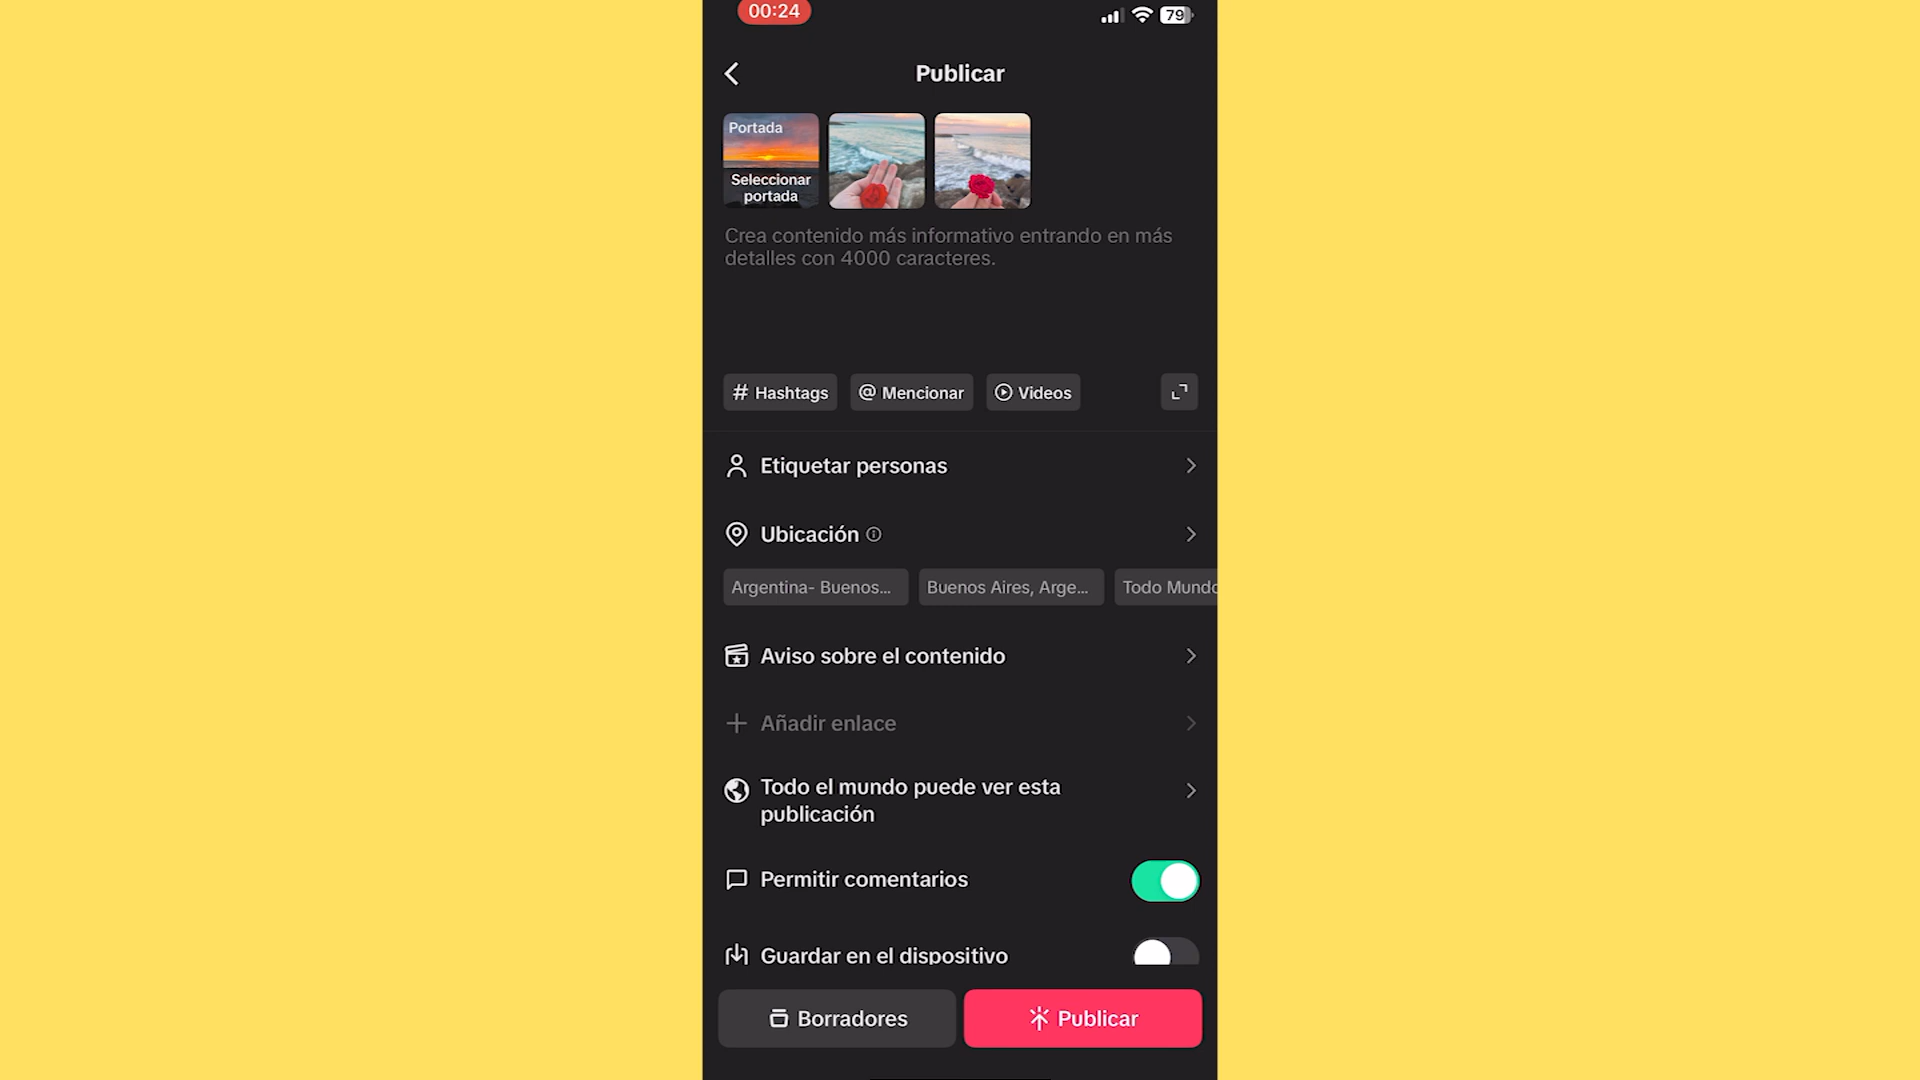 00:24
79
Publicar
Portada
Seleccionar
portada
Crea contenido más informativo entrando en más
detalles con 4000 caracteres.
# Hashtags
@ Mencionar
Videos
Etiquetar personas
Ubicación
Argentina- Buenos...
Buenos Aires, Arge...
Todo Mundo
Aviso sobre el contenido
Añadir enlace
Todo el mundo puede ver esta
publicación
Permitir comentarios
Guardar en el dispositivo
Borradores
Publicar